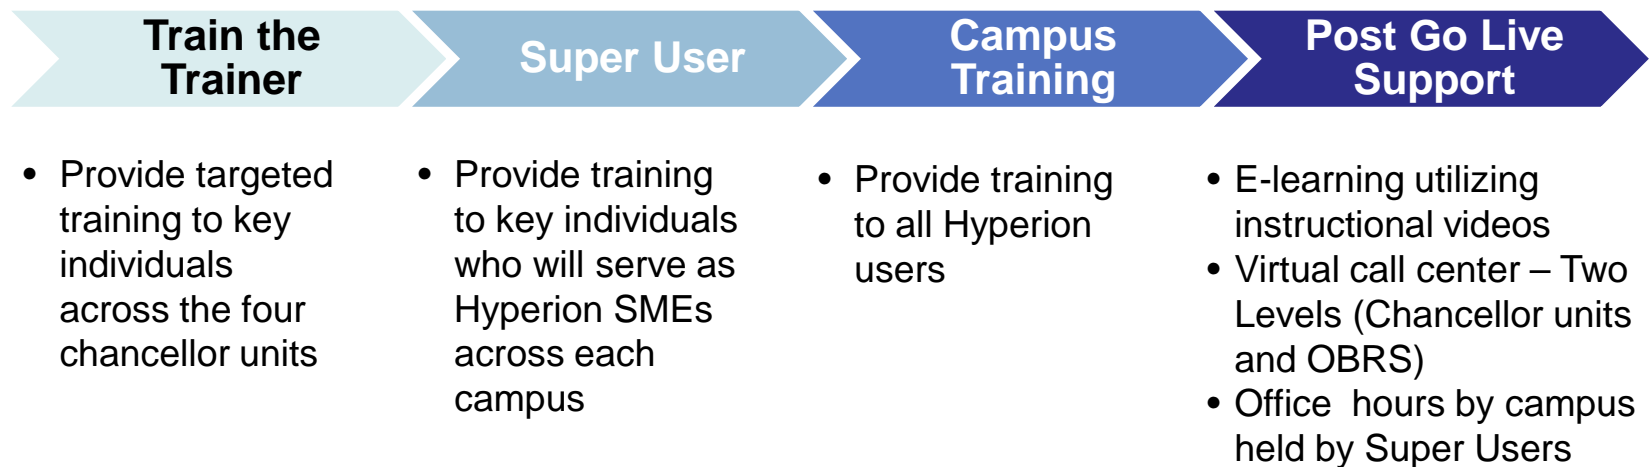 Train the
Trainer
Super User
Campus
Training
Post Go Live
Support
• Provide targeted
training to key
individuals
across the four
chancellor units
• Provide training
to key individuals
who will serve as
Hyperion SMEs
across each
campus
• Provide training
to all Hyperion
users
• E-learning utilizing
instructional videos
• Virtual call center – Two
Levels (Chancellor units
and OBRS)
• Office  hours by campus
held by Super Users